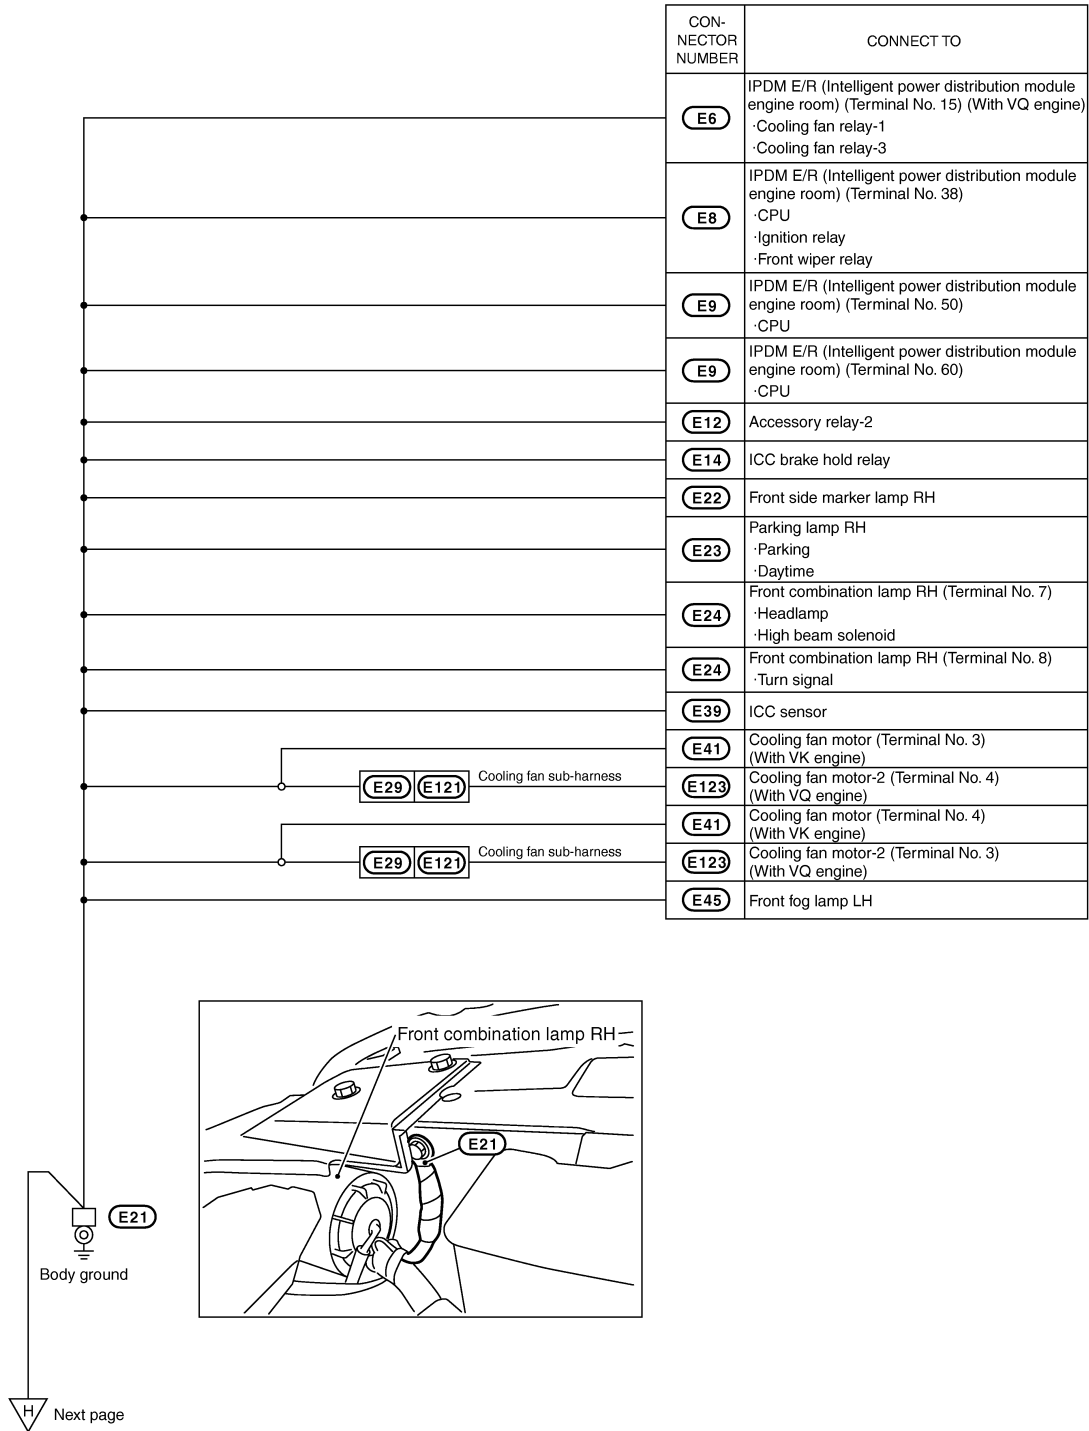 CON-
NECTOR
NUMBER
CONNECT TO
E6
IPDM E/R (Intelligent power distribution module
engine room) (Terminal No. 15) (With VQ engine)
·Cooling fan relay-1
·Cooling fan relay-3
E8
IPDM E/R (Intelligent power distribution module
engine room) (Terminal No. 38)
·CPU
·Ignition relay
·Front wiper relay
E9
IPDM E/R (Intelligent power distribution module
engine room) (Terminal No. 50)
·CPU
E9
IPDM E/R (Intelligent power distribution module
engine room) (Terminal No. 60)
·CPU
E12
Accessory relay-2
E14
ICC brake hold relay
E22
Front side marker lamp RH
E23
Parking lamp RH
·Parking
·Daytime
E24
Front combination lamp RH (Terminal No. 7)
·Headlamp
·High beam solenoid
E24
Front combination lamp RH (Terminal No. 8)
·Turn signal
E39
ICC sensor
E41
Cooling fan motor (Terminal No. 3)
(With VK engine)
E29 E121
Cooling fan sub-harness
E123
Cooling fan motor-2 (Terminal No. 4)
(With VQ engine)
E41
Cooling fan motor (Terminal No. 4)
(With VK engine)
E29 E121
Cooling fan sub-harness
E123
Cooling fan motor-2 (Terminal No. 3)
(With VQ engine)
E45
Front fog lamp LH
Front combination lamp RH
E21
E21
Body ground
H
Next page